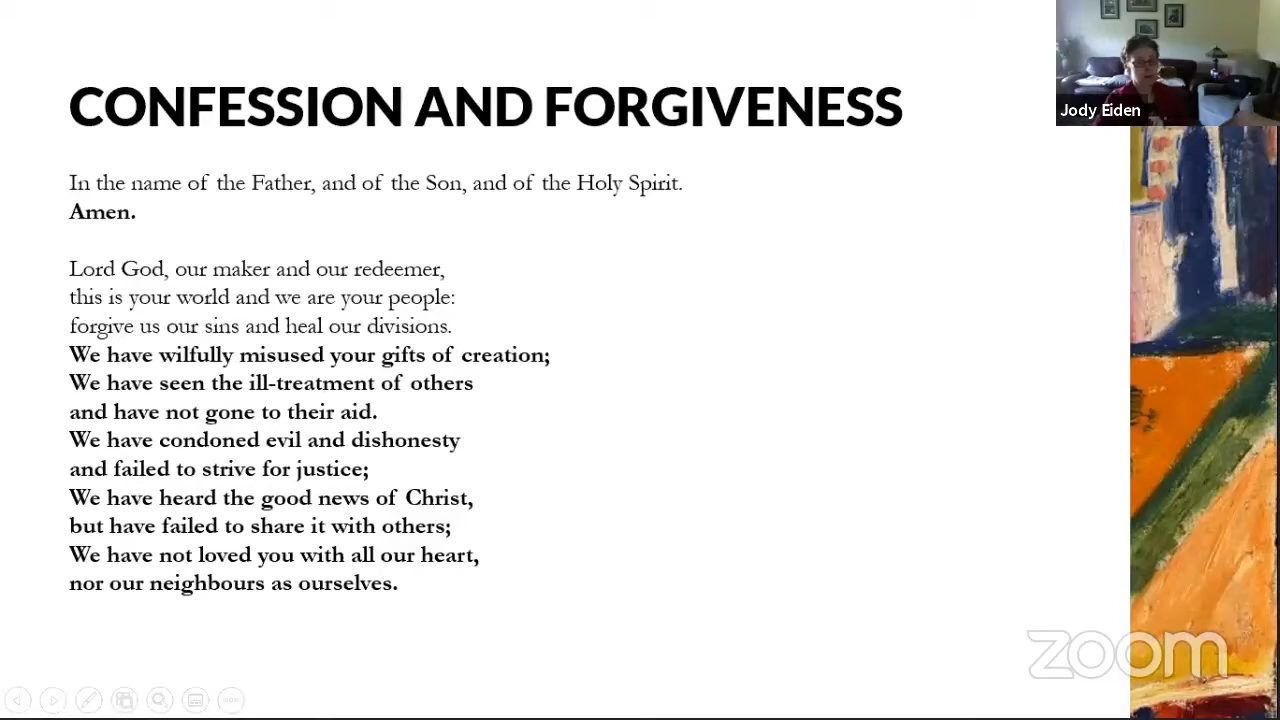 CONFESSION AND FORGIVENESS
Jody Eiden
In the name of the Father, and of the Son, and of the Holy Spirit.
Amen.
Lord God, our maker and our redeemer,
this is your world and we are your people:
forgive us our sins and heal our divisions.
We have wilfully misused your gifts of creation;
We have seen the ill-treatment of others
and have not gone to their aid.
We have condoned evil and dishonesty
and failed to strive for justice;
We have heard the good news of Christ,
but have failed to share it with others;
We have not loved you with all our heart,
nor our neighbours as ourselves.
zoom